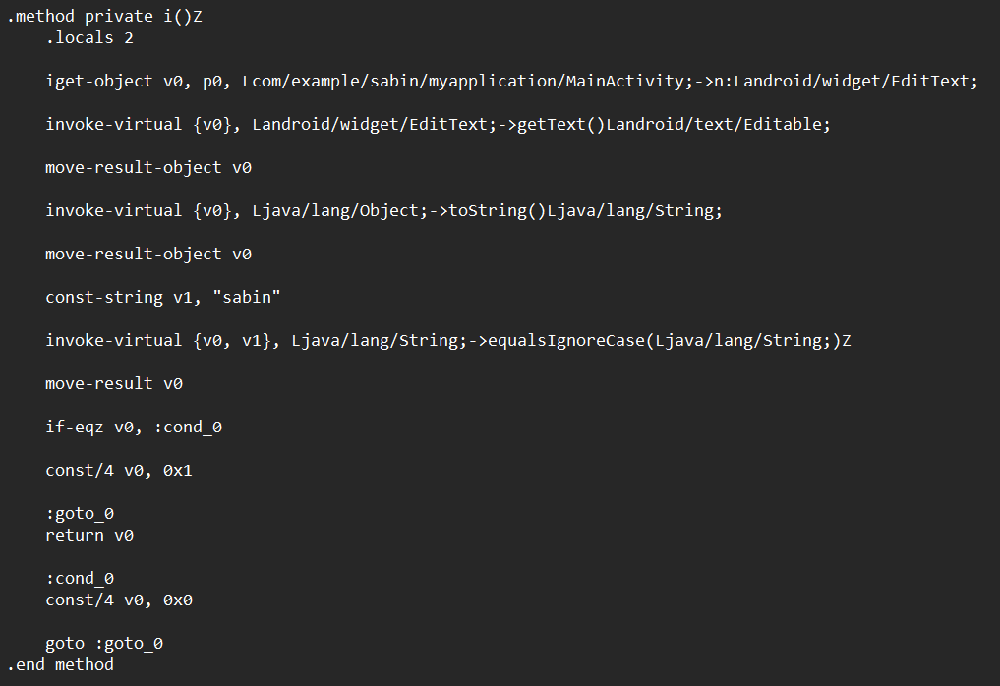 .method private i()Z
.locals 2
iget-object v0, p0, Lcom/example/sabin/myapplication/MainActivity;->n:Landroid/widget/EditText;
invoke-virtual {v0}, Landroid/widget/EditText;->getText()Landroid/text/Editable;
move-result-object v0
invoke-virtual {v0}, Ljava/lang/Object;->toString()Ljava/lang/String;
move-result-object v0
const-string v1, "sabin"
invoke-virtual {v0, v1}, Ljava/lang/String;->equalsIgnoreCase(Ljava/lang/String;)Z
move-result v0
if-eqz v0, :cond_0
const/4 v0, 0x1
:goto_0
return v0
:cond_0
const/4 v0, 0x0
goto :goto_0
.end method